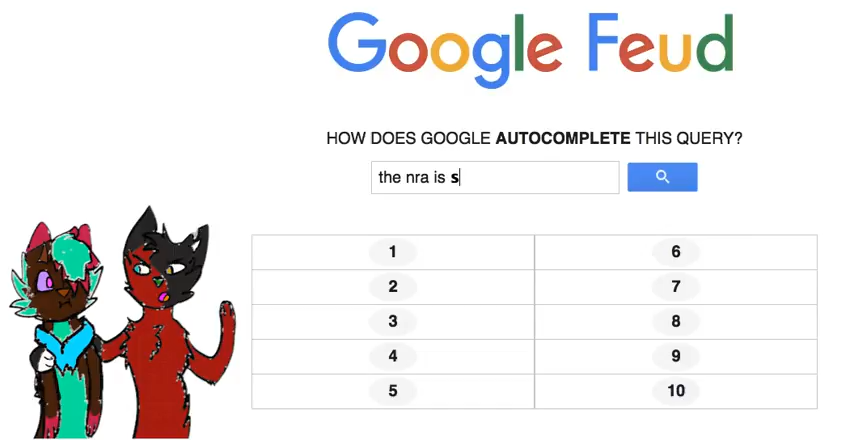 Google Feud
HOW DOES GOOGLE AUTOCOMPLETE THIS QUERY?
the nra is s
1 6
2 7
3 8
4 9
5 10